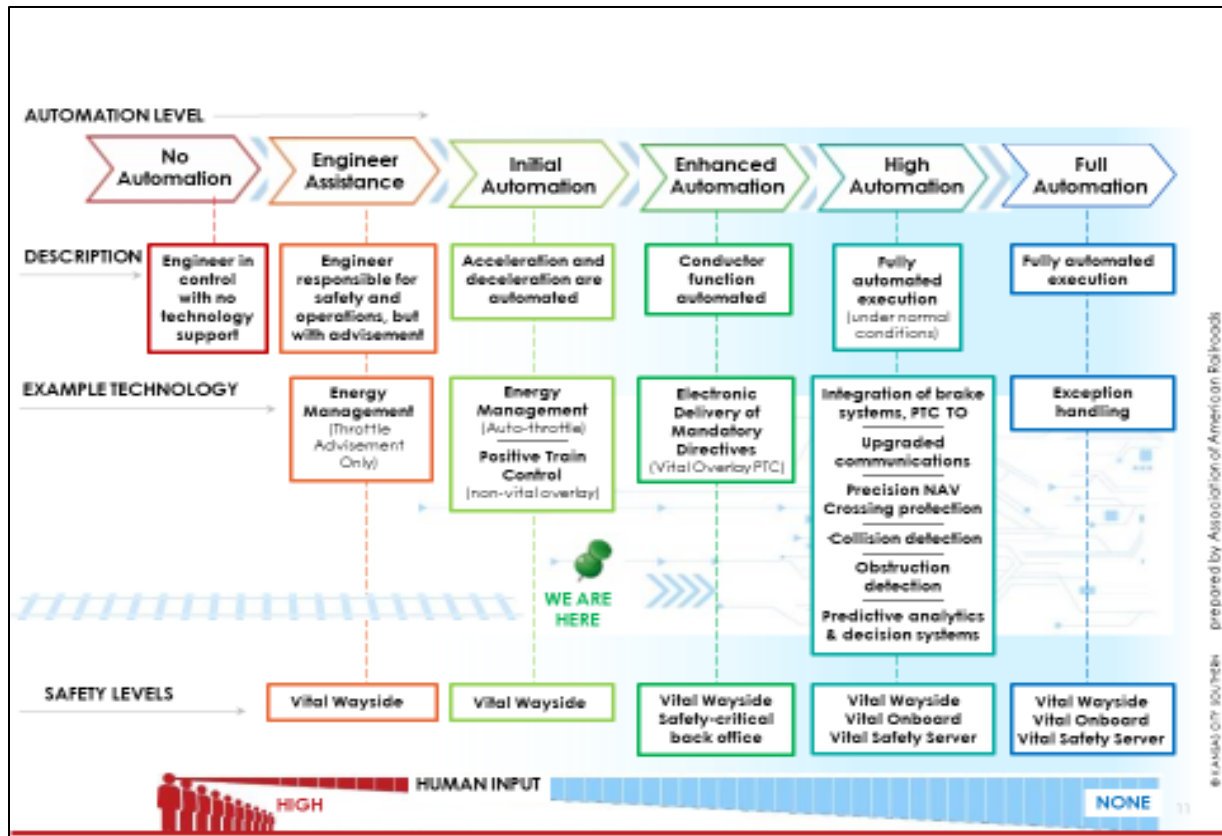 AUTOMATION LEVEL
No
Automation
Engineer
Assistance
Initial
Automation
Enhanced
Automation
High
Automation
Full
Automation
DESCRIPTION
Engineer in
control
with no
technology
support
Engineer
responsible for
safety and
operations, but
with advisement
Acceleration and
deceleration are
automated
Conductor
function
automated
Fully
automated
execution
(under normal
conditions)
Fully automated
execution
EXAMPLE TECHNOLOGY
Energy
Management
(Throttle
Advisement
Only)
Energy
Management
(Auto-throttle)
Positive Train
Control
(non-vital overlay)
Electronic
Delivery of
Mandatory
Directives
(Vital Overlay PTC)
Integration of brake
systems, PTC TO
Upgraded
communications
Precision NAV
Crossing protection
Collision detection
Obstruction
detection
Predictive analytics
& decision systems
Exception
handling
WE ARE
HERE
SAFETY LEVELS
Vital Wayside
Vital Wayside
Vital Wayside
Safety-critical
back office
Vital Wayside
Vital Onboard
Vital Safety Server
Vital Wayside
Vital Onboard
Vital Safety Server
HUMAN INPUT
HIGH
NONE
11
© KANSAS CITY SOUTHERN prepared by Association of American Railroads